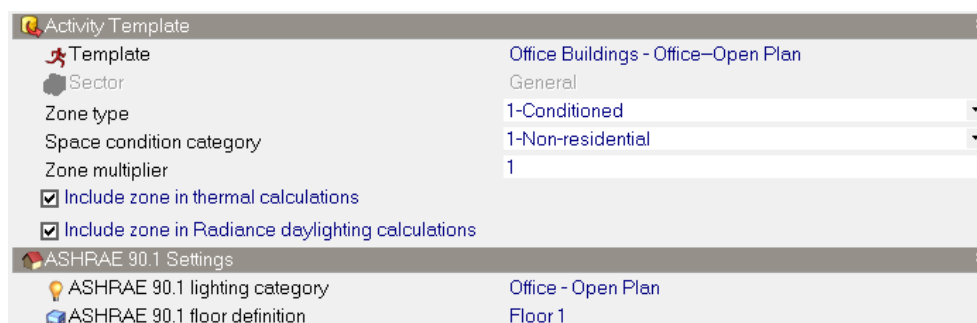 Activity Template
Template Office Buildings - Office–Open Plan
Sector General
Zone type 1-Conditioned
Space condition category 1-Non-residential
Zone multiplier 1
Include zone in thermal calculations
Include zone in Radiance daylighting calculations
ASHRAE 90.1 Settings
ASHRAE 90.1 lighting category Office - Open Plan
ASHRAE 90.1 floor definition Floor 1